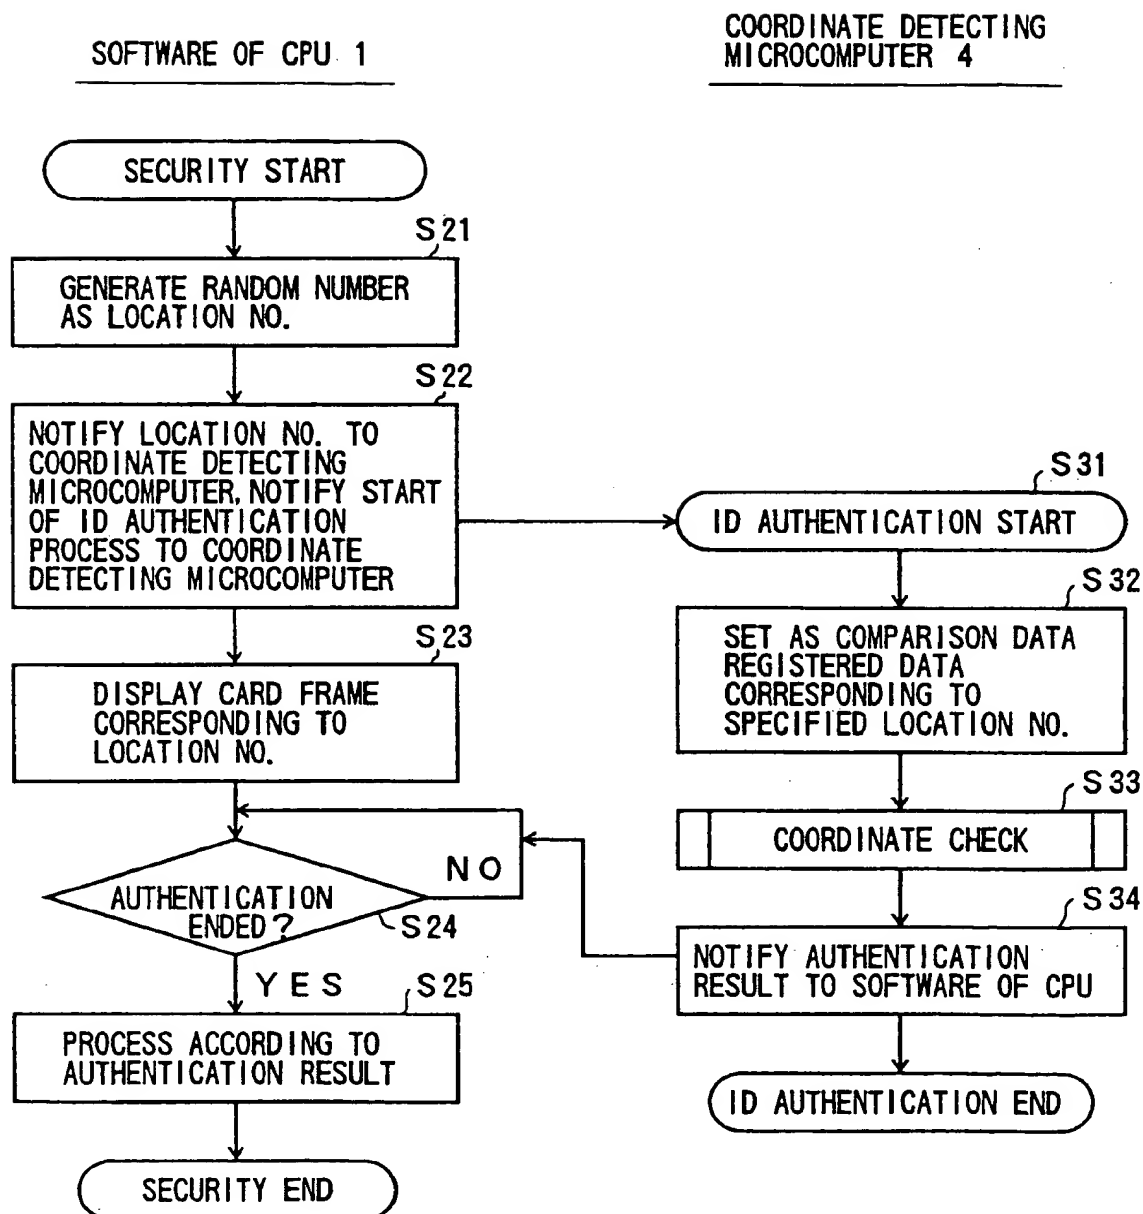 SOFTWARE OF CPU 1
COORDINATE DETECTING
MICROCOMPUTER 4
SECURITY START
S21
GENERATE RANDOM NUMBER
AS LOCATION NO.
S22
NOTIFY LOCATION NO. TO
COORDINATE DETECTING
MICROCOMPUTER. NOTIFY START
OF ID AUTHENTICATION
PROCESS TO COORDINATE
DETECTING MICROCOMPUTER
S31
ID AUTHENTICATION START
S32
SET AS COMPARISON DATA
REGISTERED DATA
CORRESPONDING TO
SPECIFIED LOCATION NO.
S23
DISPLAY CARD FRAME
CORRESPONDING TO
LOCATION NO.
S33
COORDINATE CHECK
NO
AUTHENTICATION
ENDED?
S24
S34
NOTIFY AUTHENTICATION
RESULT TO SOFTWARE OF CPU
YES
S25
PROCESS ACCORDING TO
AUTHENTICATION RESULT
ID AUTHENTICATION END
SECURITY END